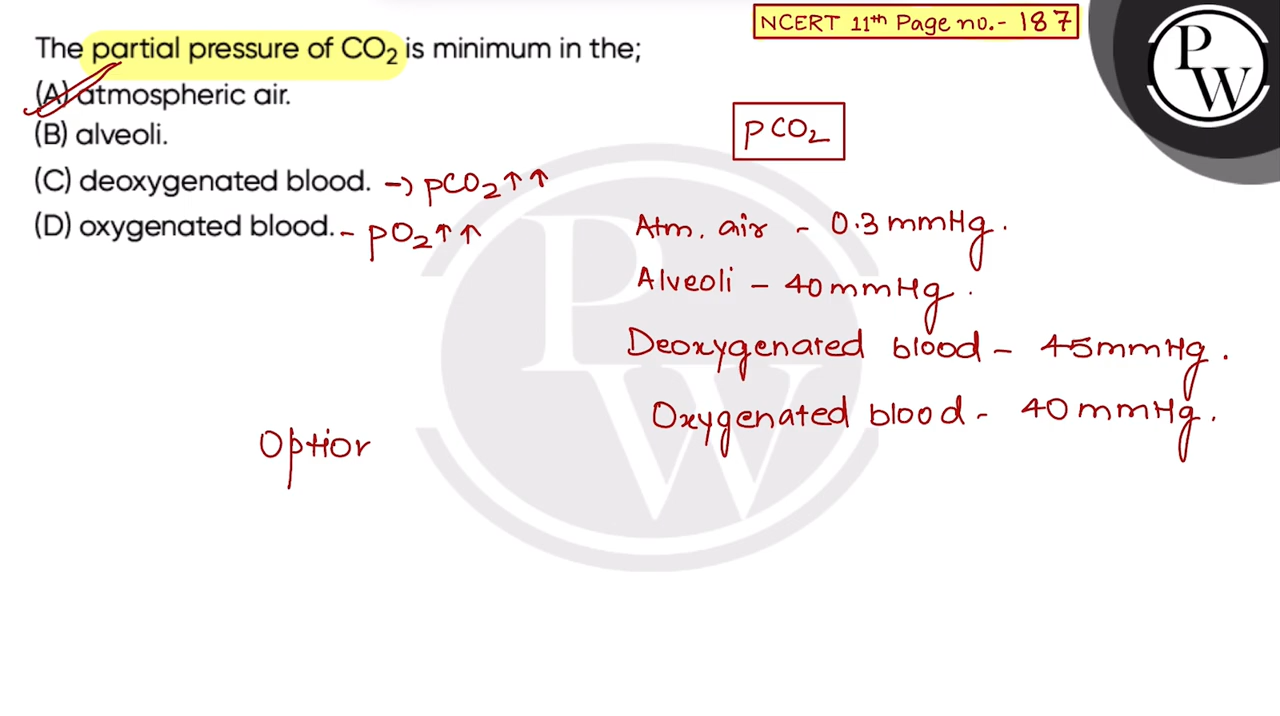 NCERT 11th Page no.- 187
The partial pressure of CO₂ is minimum in the;
(A) atmospheric air.
(B) alveoli.
(C) deoxygenated blood. -> pCO₂↑↑
(D) oxygenated blood. - pO₂↑↑
pCO₂
Atm. air - 0.3 mmHg.
Alveoli - 40 mmHg.
Deoxygenated blood - 45 mmHg.
Oxygenated blood - 40 mmHg.
Optior
P
W
P
W